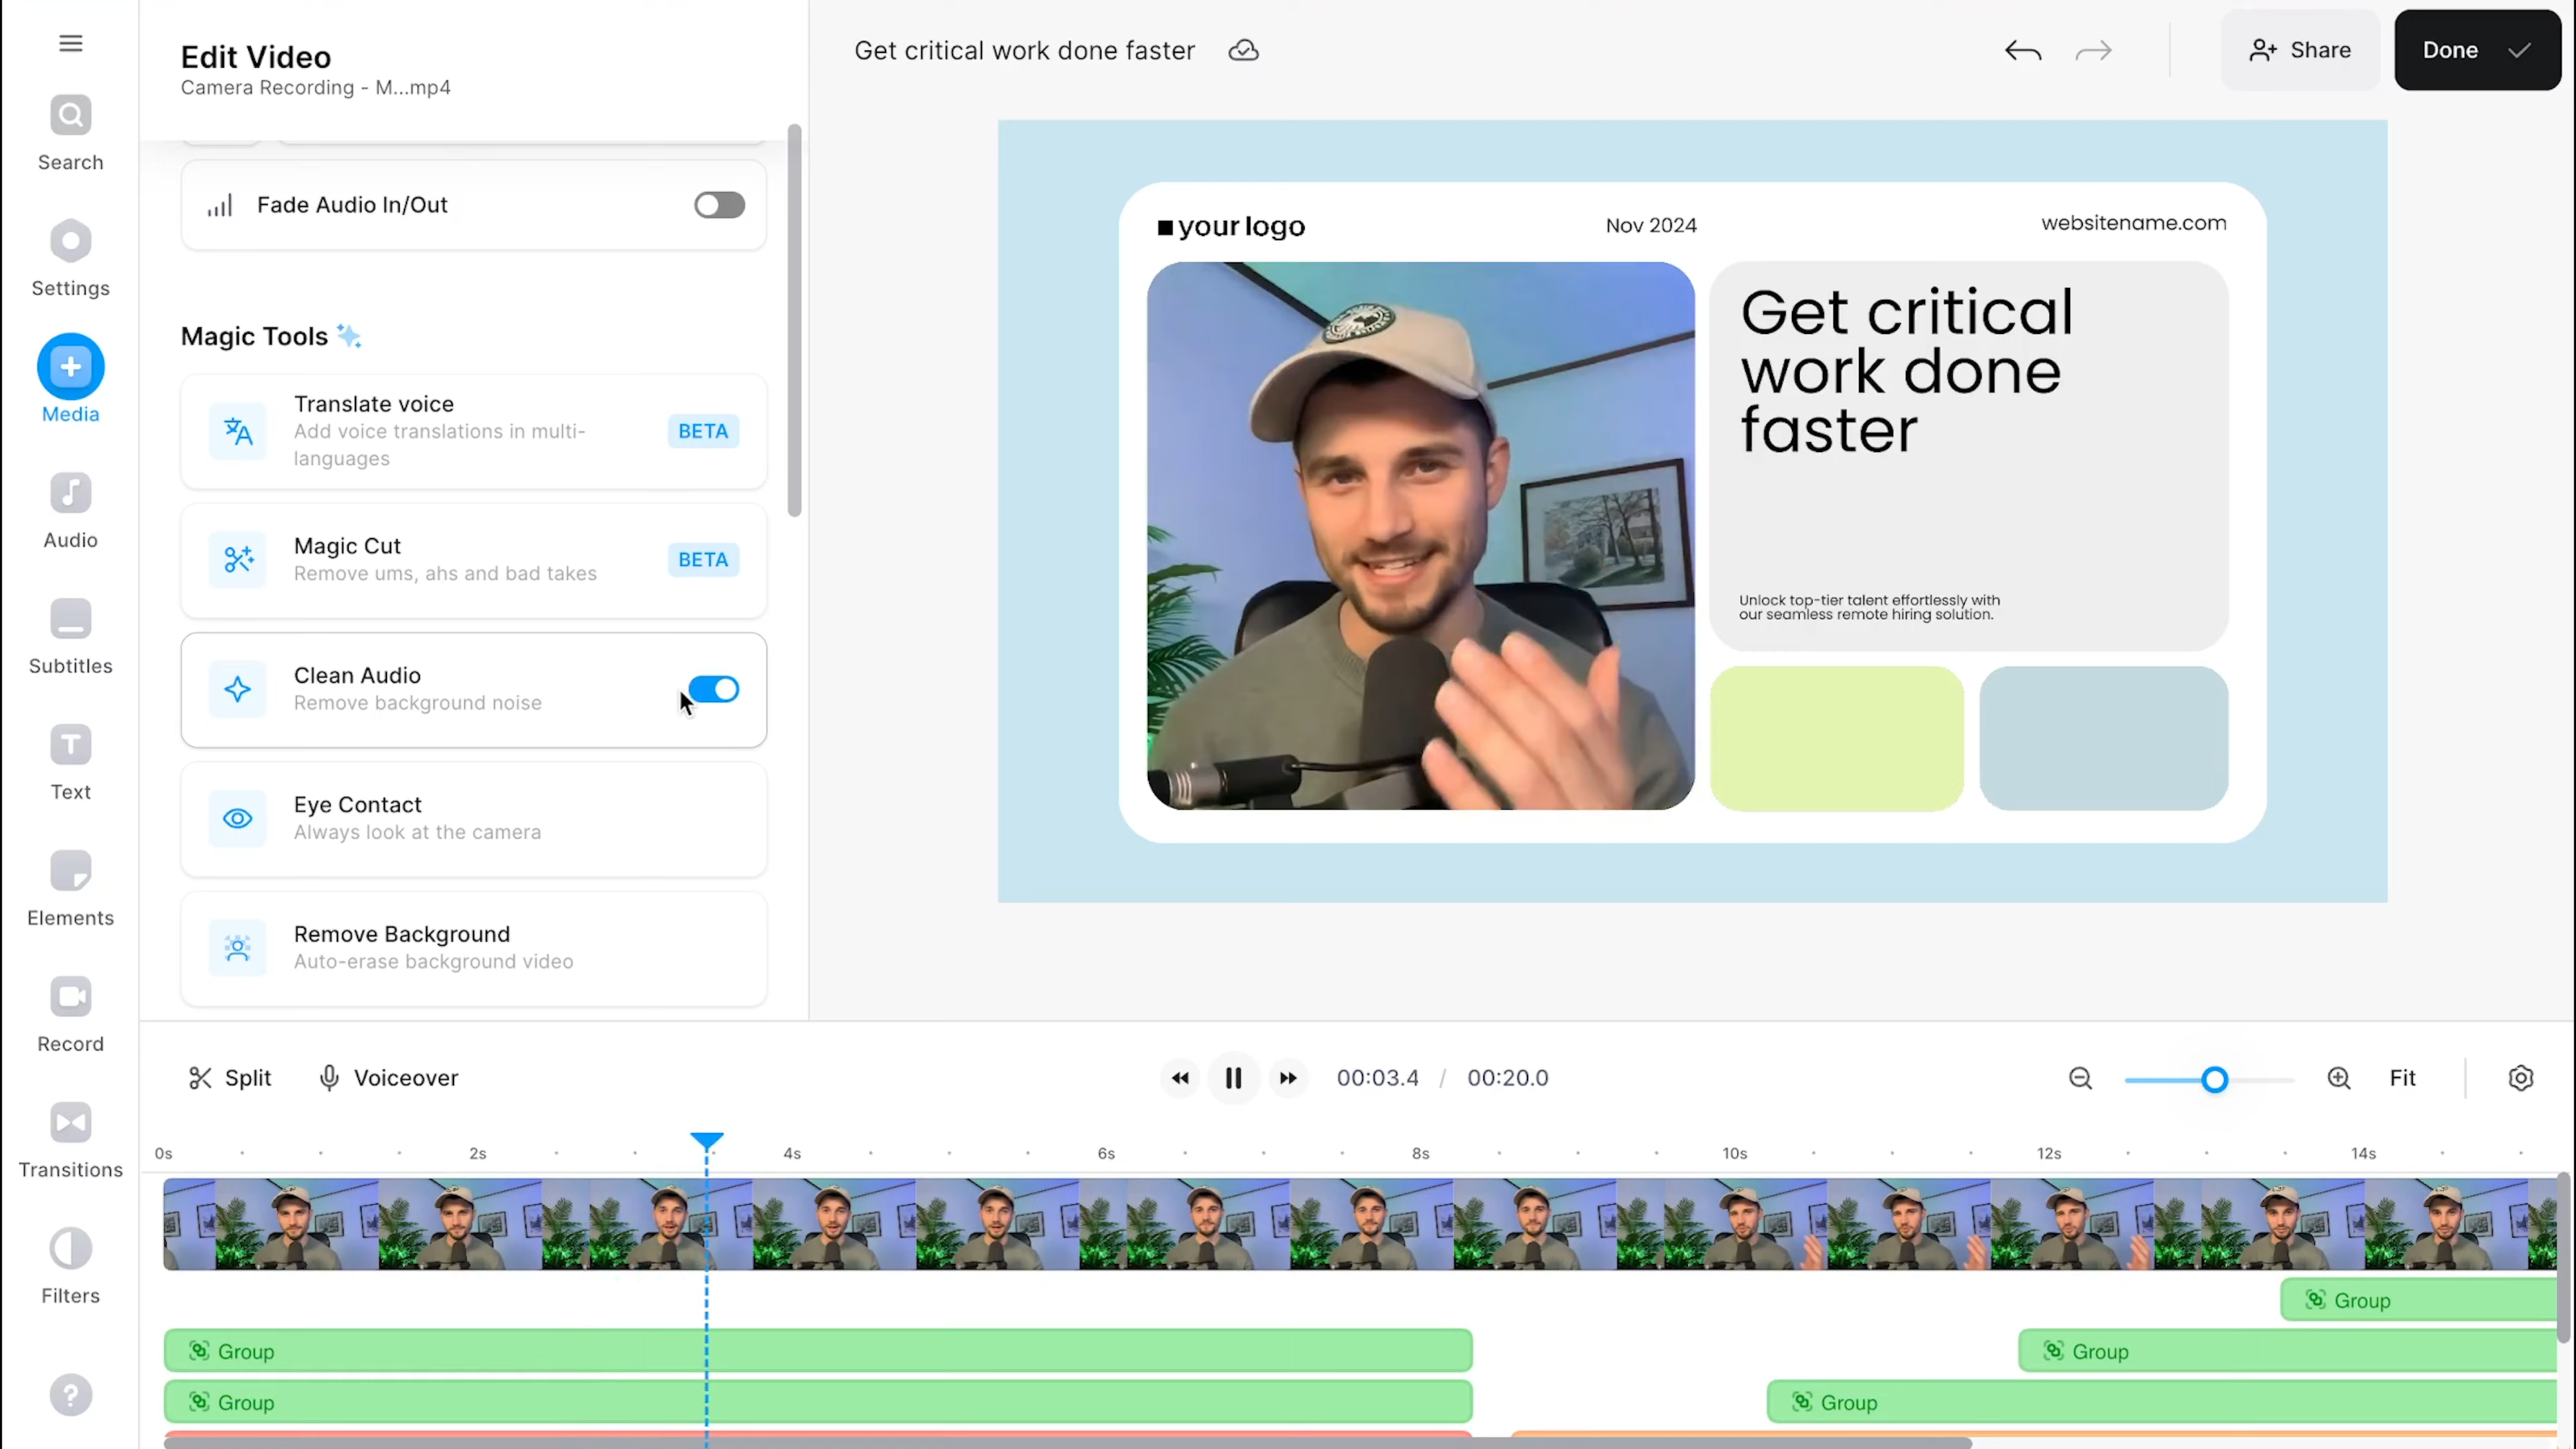 Edit Video
Camera Recording - M...mp4
Search
Settings
Media
Audio
Subtitles
Text
Elements
Record
Transitions
Filters
?
Fade Audio In/Out
Magic Tools
Translate voice
Add voice translations in multi-
languages
BETA
Magic Cut
Remove ums, ahs and bad takes
BETA
Clean Audio
Remove background noise
Eye Contact
Always look at the camera
Remove Background
Auto-erase background video
Get critical work done faster
Share
Done
your logo
Nov 2024
websitename.com
Get critical
work done
faster
Unlock top-tier talent effortlessly with
our seamless remote hiring solution.
Split
Voiceover
00:03.4 / 00:20.0
Fit
0s 2s 4s 6s 8s 10s 12s 14s
Group
Group
Group
Group
Group